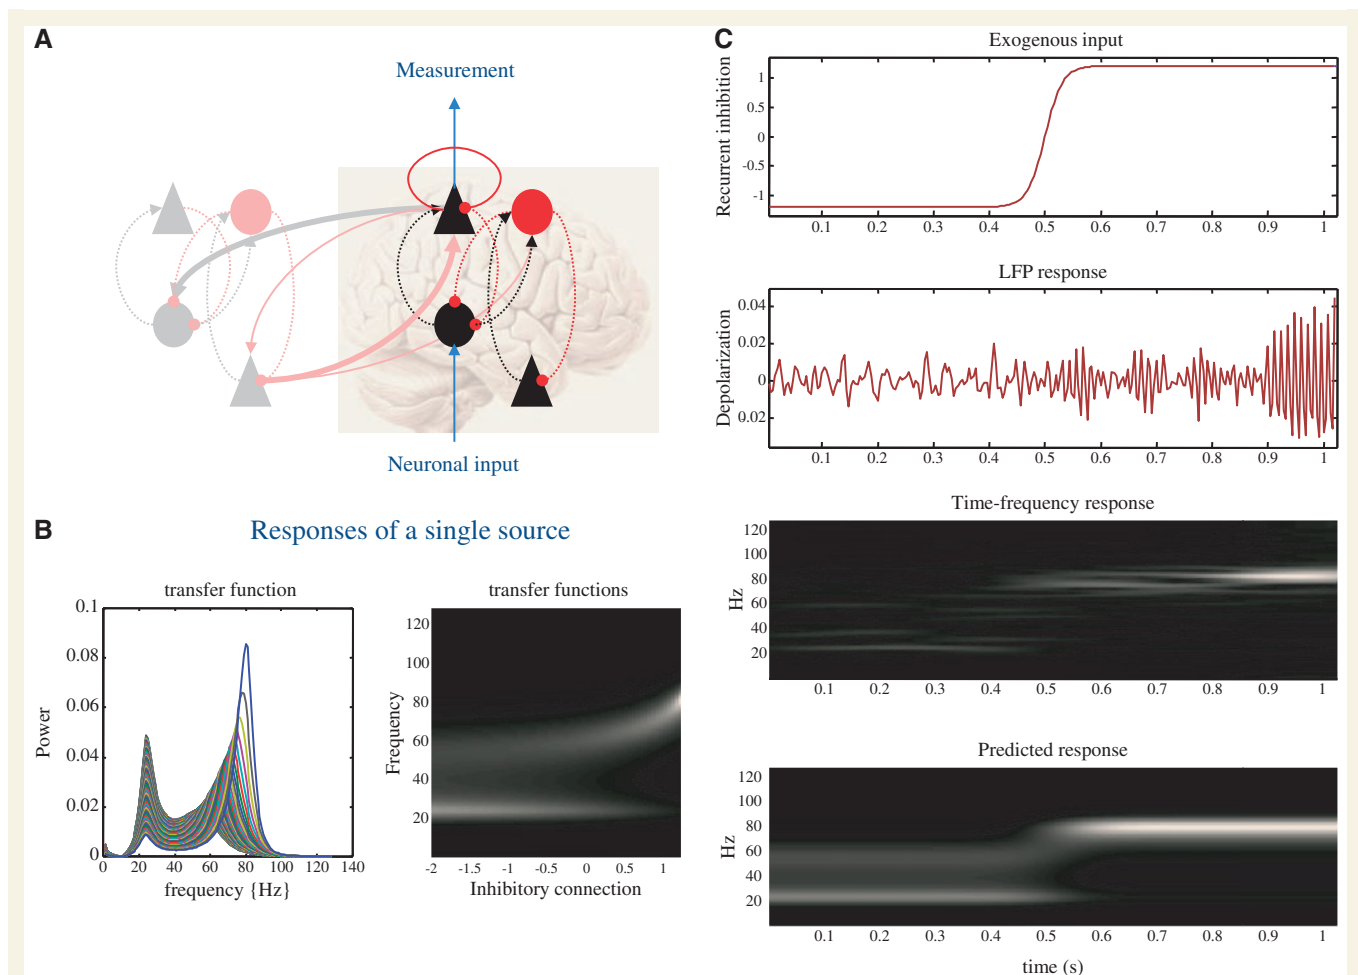 A
Measurement
Neuronal input
B
Responses of a single source
transfer function
Power
0.1
0.08
0.06
0.04
0.02
0
0 20 40 60 80 100 120 140
frequency {Hz}
transfer functions
Frequency
120
100
80
60
40
20
-2 -1.5 -1 -0.5 0 0.5 1
Inhibitory connection
C
Exogenous input
Recurrent inhibition
1
0.5
0
-0.5
-1
0.1 0.2 0.3 0.4 0.5 0.6 0.7 0.8 0.9 1
LFP response
Depolarization
0.04
0.02
0
0.02
0.1 0.2 0.3 0.4 0.5 0.6 0.7 0.8 0.9 1
Time-frequency response
Hz
120
100
80
60
40
20
0.1 0.2 0.3 0.4 0.5 0.6 0.7 0.8 0.9 1
Predicted response
Hz
120
100
80
60
40
20
0.1 0.2 0.3 0.4 0.5 0.6 0.7 0.8 0.9 1
time (s)